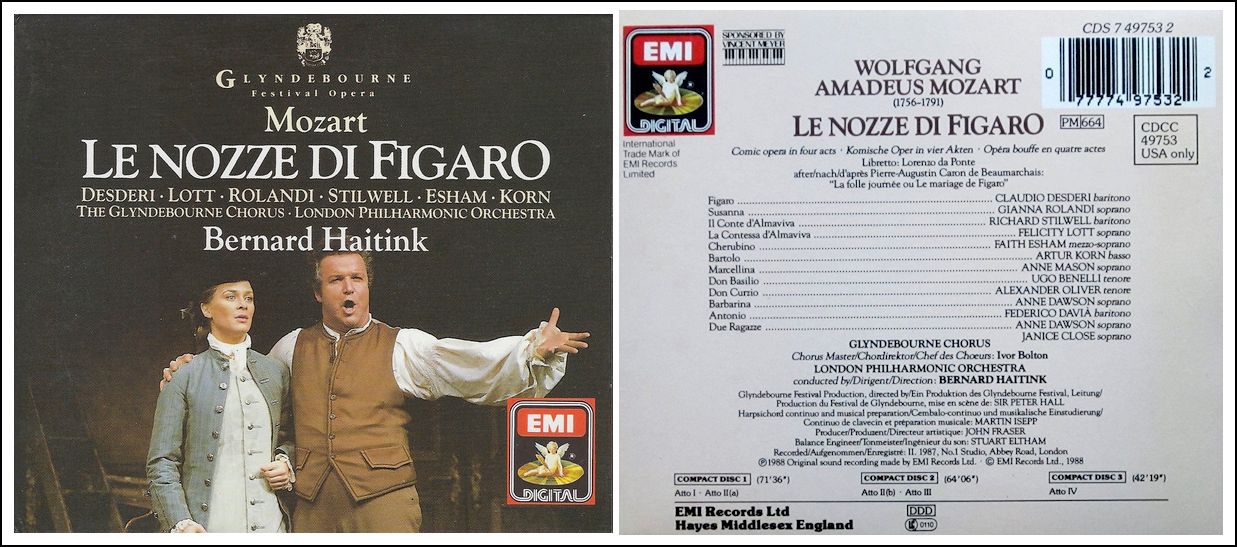 GLYNDEBOURNE
Festival Opera
Mozart
LE NOZZE DI FIGARO
DESDERI · LOTT · ROLANDI · STILWELL · ESHAM · KORN
THE GLYNDEBOURNE CHORUS · LONDON PHILHARMONIC ORCHESTRA
Bernard Haitink
EMI
DIGITAL
EMI
DIGITAL
International
Trade Mark of
EMI Records
Limited
SPONSORED BY
VINCENT MEYER
CDS 7 49753 2
0 77774 97532 2
WOLFGANG
AMADEUS MOZART
(1756-1791)
LE NOZZE DI FIGARO
PM 664
CDCC
49753
USA only
Comic opera in four acts · Komische Oper in vier Akten · Opéra bouffe en quatre actes
Libretto: Lorenzo da Ponte
after/nach/d'après Pierre-Augustin Caron de Beaumarchais:
"La folle journée ou Le mariage de Figaro"
Figaro CLAUDIO DESDERI baritono
Susanna GIANNA ROLANDI soprano
Il Conte d'Almaviva RICHARD STILWELL baritono
La Contessa d'Almaviva FELICITY LOTT soprano
Cherubino FAITH ESHAM mezzo-soprano
Bartolo ARTUR KORN basso
Marcellina ANNE MASON soprano
Don Basilio UGO BENELLI tenore
Don Curzio ALEXANDER OLIVER tenore
Barbarina ANNE DAWSON soprano
Antonio FEDERICO DAVIÀ baritono
Due Ragazze ANNE DAWSON soprano
JANICE CLOSE soprano
GLYNDEBOURNE CHORUS
Chorus Master/Chordirektor/Chef des Chœurs: Ivor Bolton
LONDON PHILHARMONIC ORCHESTRA
conducted by/Dirigent/Direction: BERNARD HAITINK
Glyndebourne Festival Production, directed by/Ein Produktion des Glyndebourne Festival, Leitung/
Production du Festival de Glyndebourne, mise en scène de: SIR PETER HALL
Harpsichord continuo and musical preparation/Cembalo-continuo und musikalische Einstudierung/
Continuo de clavecin et préparation musicale: MARTIN ISEPP
Producer/Produzent/Directeur artistique: JOHN FRASER
Balance Engineer/Tonmeister/Ingénieur du son: STUART ELTHAM
Recorded/Aufgenommen/Enregistré: II. 1987, No.1 Studio, Abbey Road, London
℗1988 Original sound recording made by EMI Records Ltd. · © EMI Records Ltd., 1988
COMPACT DISC 1 (71'36")
Atto I · Atto II(a)
COMPACT DISC 2 (64'06")
Atto II(b) · Atto III
COMPACT DISC 3 (42'19")
Atto IV
EMI Records Ltd
Hayes Middlesex England
DDD
LC 0110